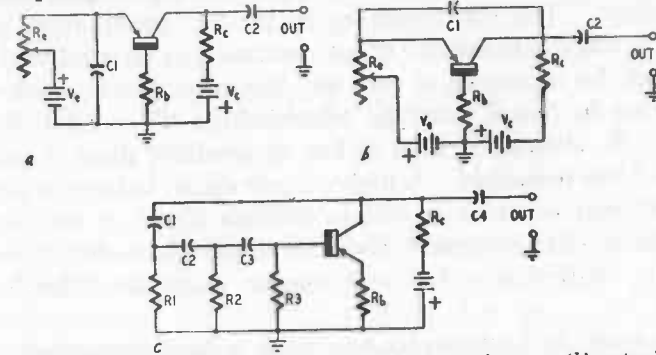 C2
OUT
Re
C1
+
Ve
Rb
Rc
Vc
+
a
C1
C2
OUT
Re
Rc
Rb
Ve
+
+
Vc
b
C1
C2
C3
R1
R2
R3
Rb
Rc
+
C4
OUT
c